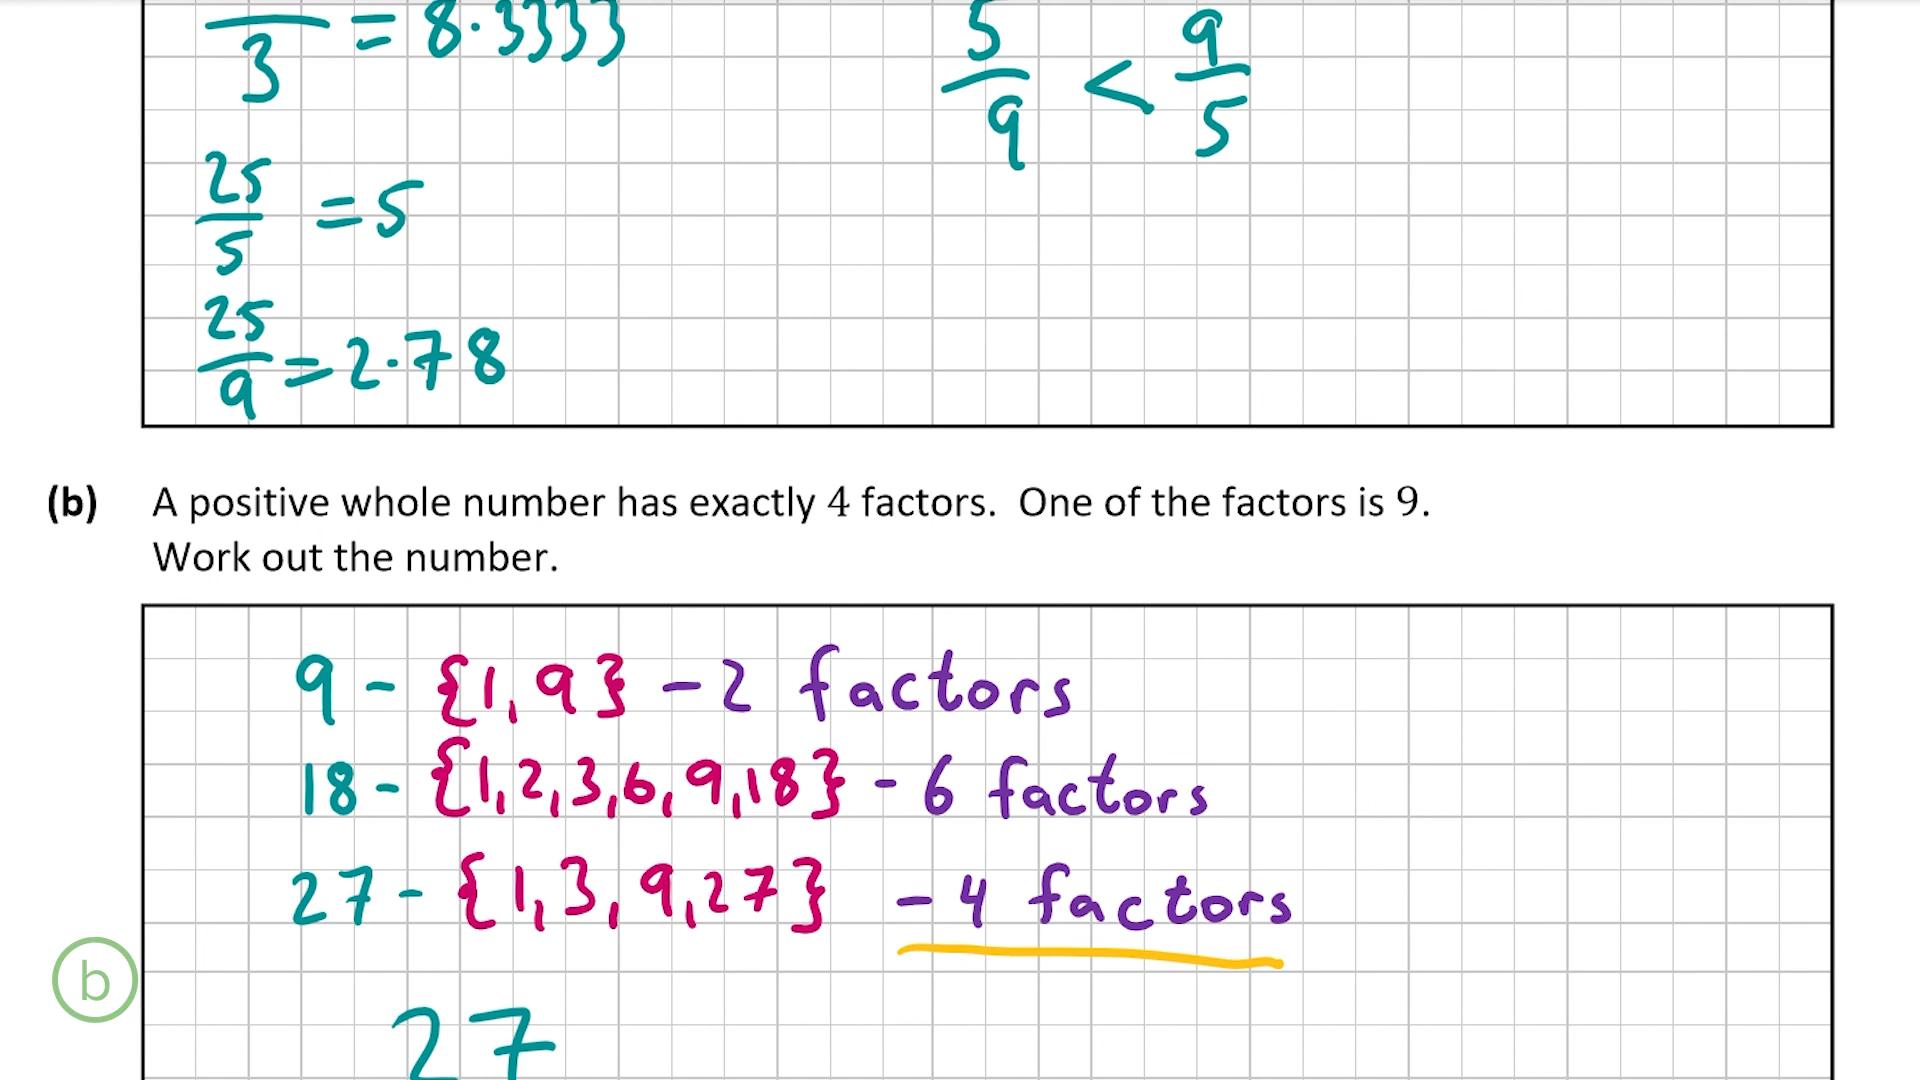 3 = 8.3333
5/9 < 9/5
25/5 = 5
25/9 = 2.78
(b) A positive whole number has exactly 4 factors. One of the factors is 9.
Work out the number.
9 - {1, 9} - 2 factors
18 - {1,2,3,6,9,18} - 6 factors
27 - {1,3,9,27} - 4 factors
b
27